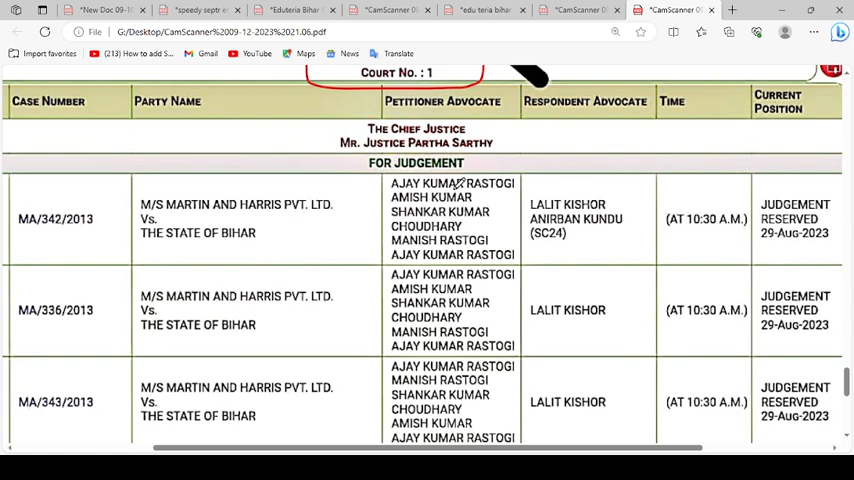 *New Doc 09-1
*speedy septr er
*Eduteria Bihar S
*CamScanner 09
*edu teria bihar
*CamScanner 09
*CamScanner 09
File
G:/Desktop/CamScanner%2009-12-2023%2021.06.pdf
Import favorites
(213) How to add S...
Gmail
YouTube
Maps
News
Translate
COURT NO. : 1
CASE NUMBER
PARTY NAME
PETITIONER ADVOCATE
RESPONDENT ADVOCATE
TIME
CURRENT
POSITION
THE CHIEF JUSTICE
MR. JUSTICE PARTHA SARTHY
FOR JUDGEMENT
MA/342/2013
M/S MARTIN AND HARRIS PVT. LTD.
Vs.
THE STATE OF BIHAR
AJAY KUMAR RASTOGI
AMISH KUMAR
SHANKAR KUMAR
CHOUDHARY
MANISH RASTOGI
AJAY KUMAR RASTOGI
LALIT KISHOR
ANIRBAN KUNDU
(SC24)
(AT 10:30 A.M.)
JUDGEMENT
RESERVED
29-Aug-2023
MA/336/2013
M/S MARTIN AND HARRIS PVT. LTD.
Vs.
THE STATE OF BIHAR
AJAY KUMAR RASTOGI
AMISH KUMAR
SHANKAR KUMAR
CHOUDHARY
MANISH RASTOGI
AJAY KUMAR RASTOGI
LALIT KISHOR
(AT 10:30 A.M.)
JUDGEMENT
RESERVED
29-Aug-2023
MA/343/2013
M/S MARTIN AND HARRIS PVT. LTD.
Vs.
THE STATE OF BIHAR
AJAY KUMAR RASTOGI
MANISH RASTOGI
SHANKAR KUMAR
CHOUDHARY
AMISH KUMAR
AJAY KUMAR RASTOGI
LALIT KISHOR
(AT 10:30 A.M.)
JUDGEMENT
RESERVED
29-Aug-2023